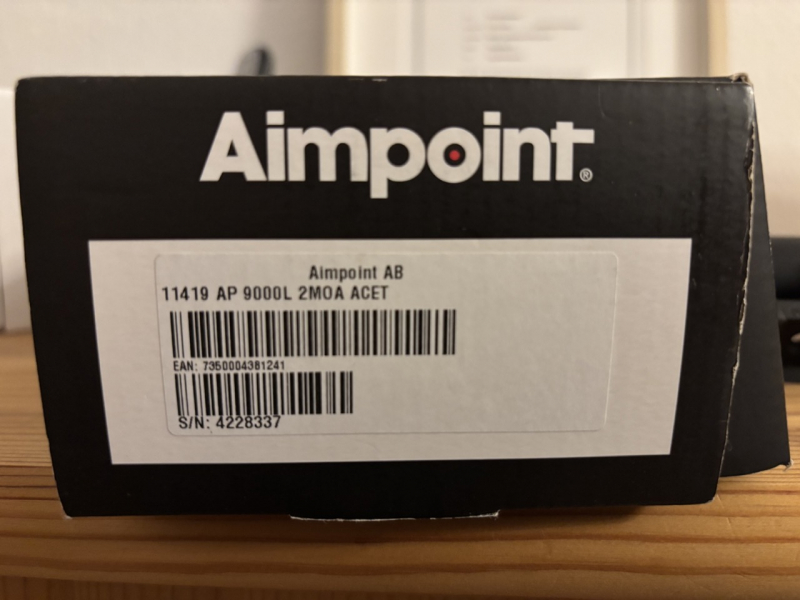 Aimpoint®
Aimpoint AB
11419 AP 9000L 2MOA ACET
EAN: 7350004381241
S/N: 4228337